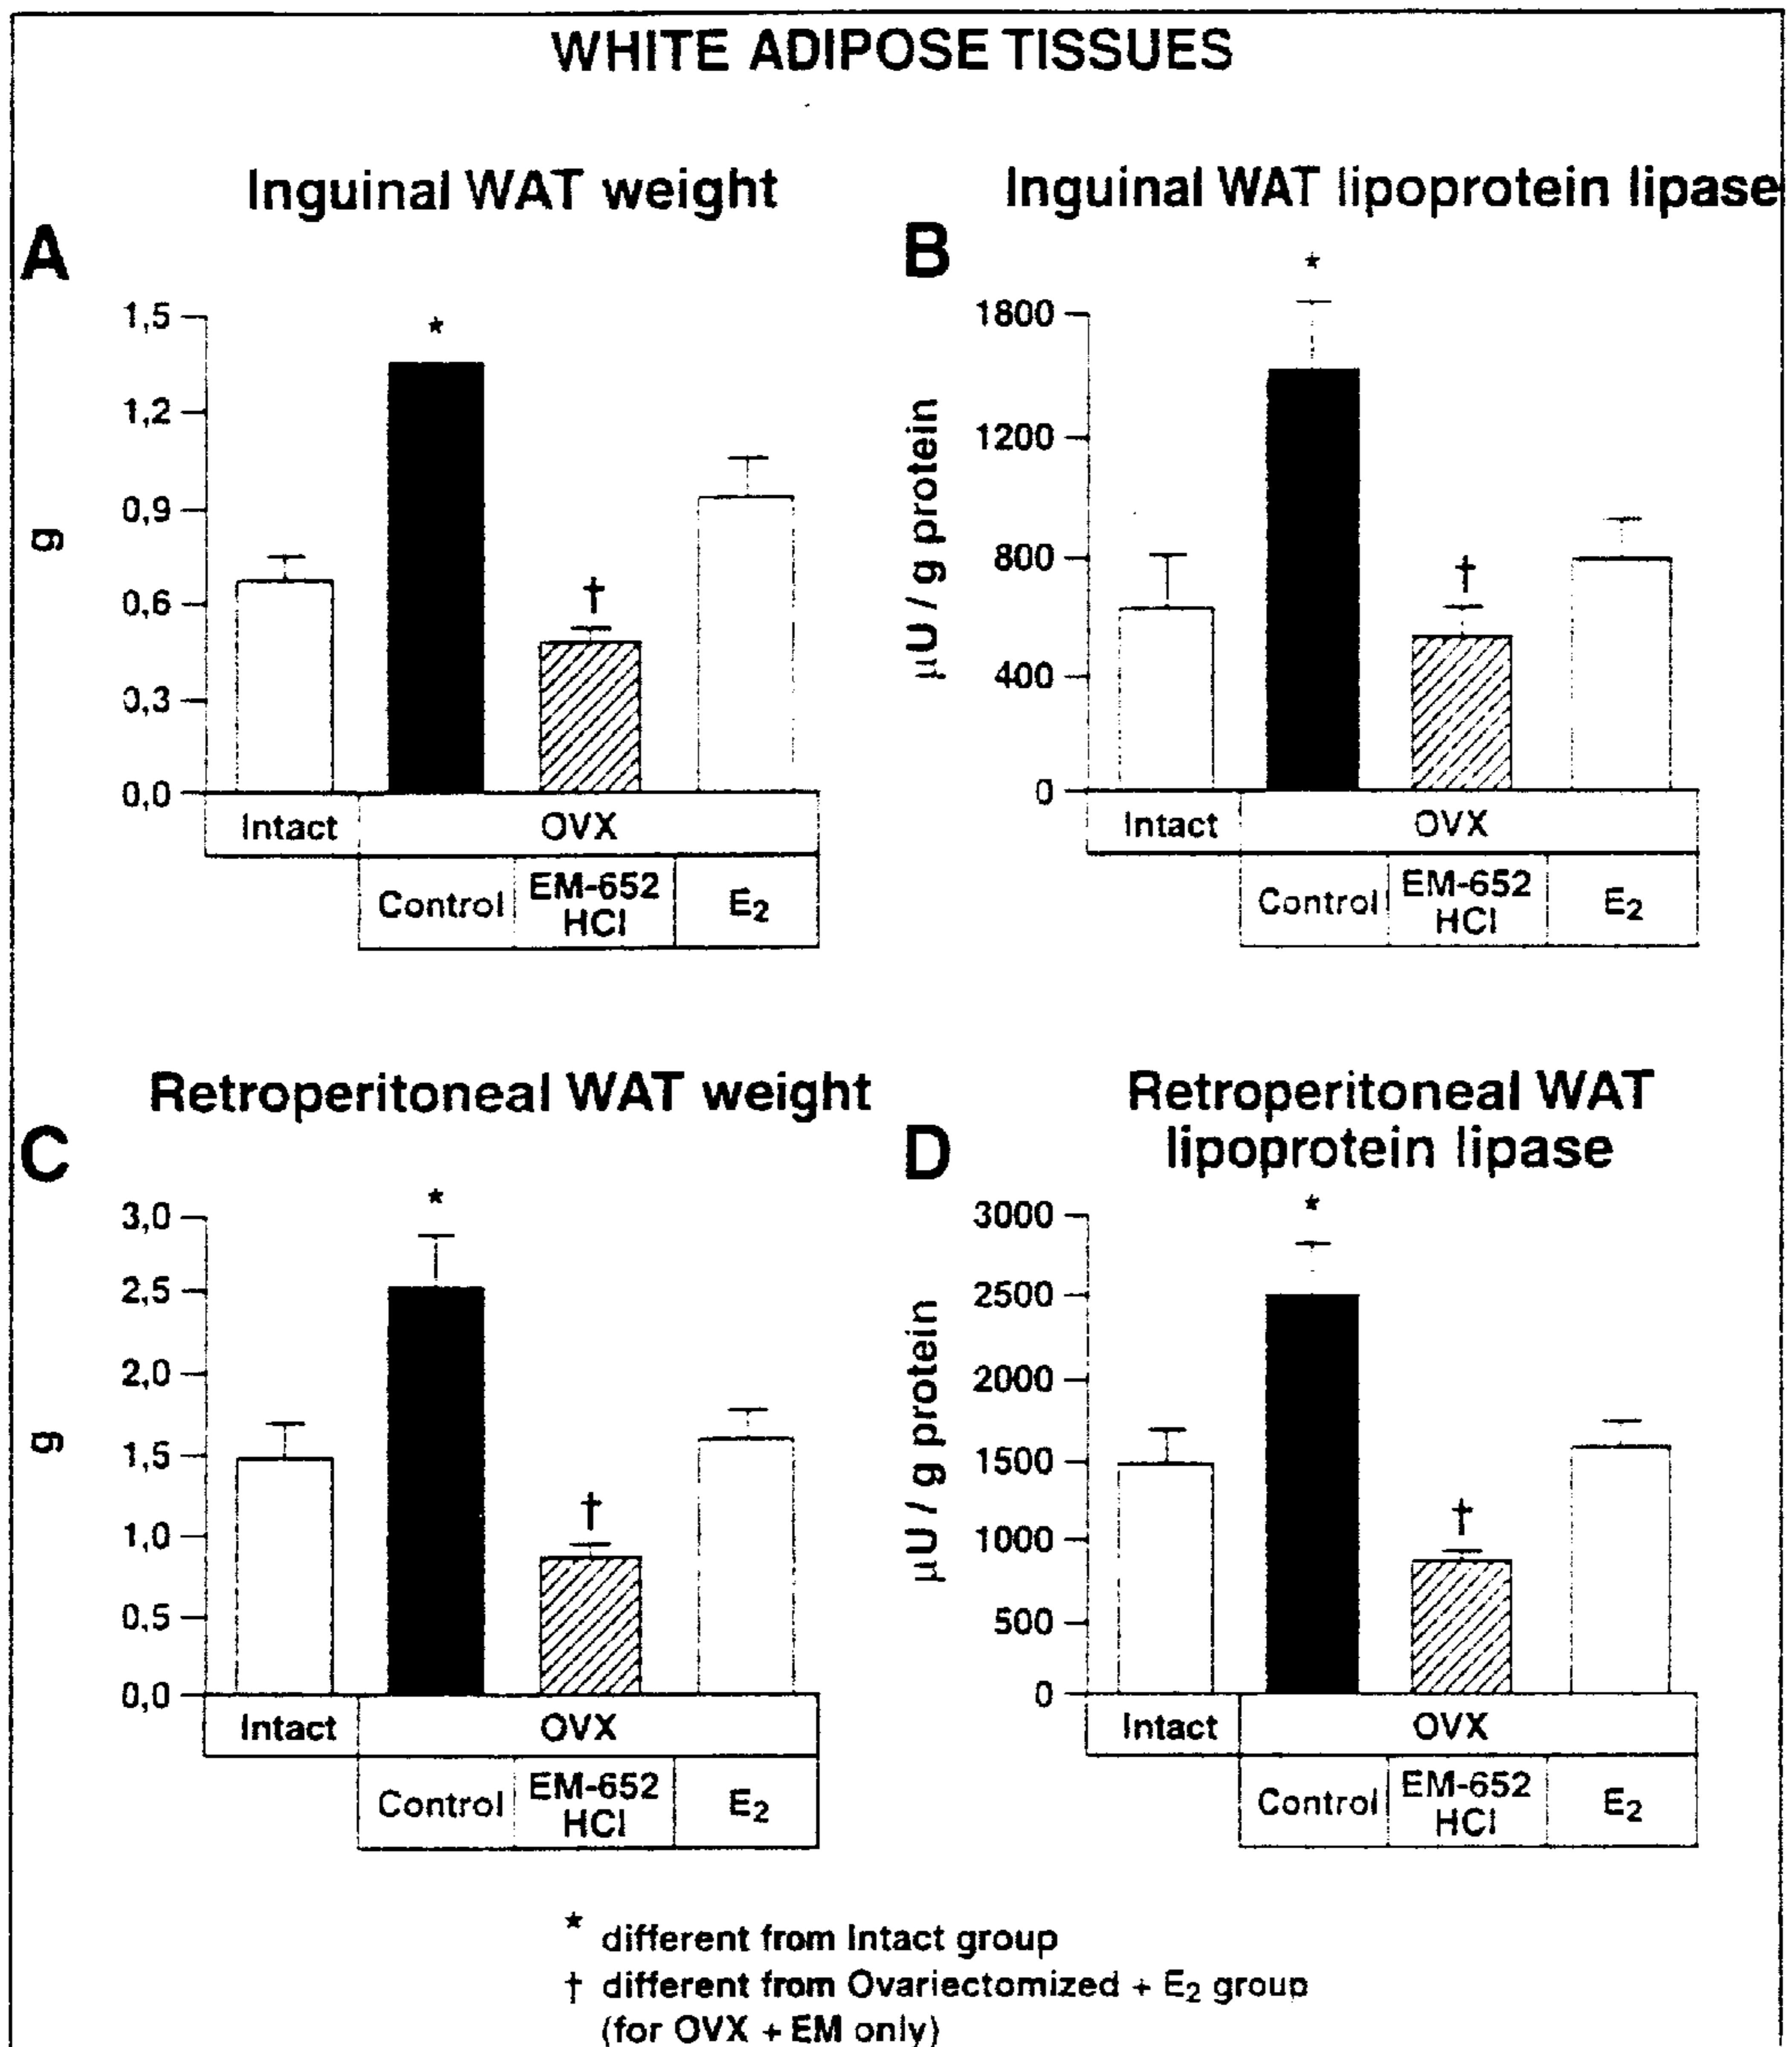 WHITE ADIPOSE TISSUES
Inguinal WAT weight
A
g
1,5
1,2
0,9
0,6
0,3
0,0
*
†
Intact
OVX
Control
EM-652
HCl
E2
Inguinal WAT lipoprotein lipase
B
µU / g protein
1800
1200
800
400
0
*
†
Intact
OVX
Control
EM-652
HCl
E2
Retroperitoneal WAT weight
C
g
3,0
2,5
2,0
1,5
1,0
0,5
0,0
*
†
Intact
OVX
Control
EM-652
HCl
E2
Retroperitoneal WAT
lipoprotein lipase
D
µU / g protein
3000
2500
2000
1500
1000
500
0
*
†
Intact
OVX
Control
EM-652
HCl
E2
* different from Intact group
† different from Ovariectomized + E2 group
(for OVX + EM only)